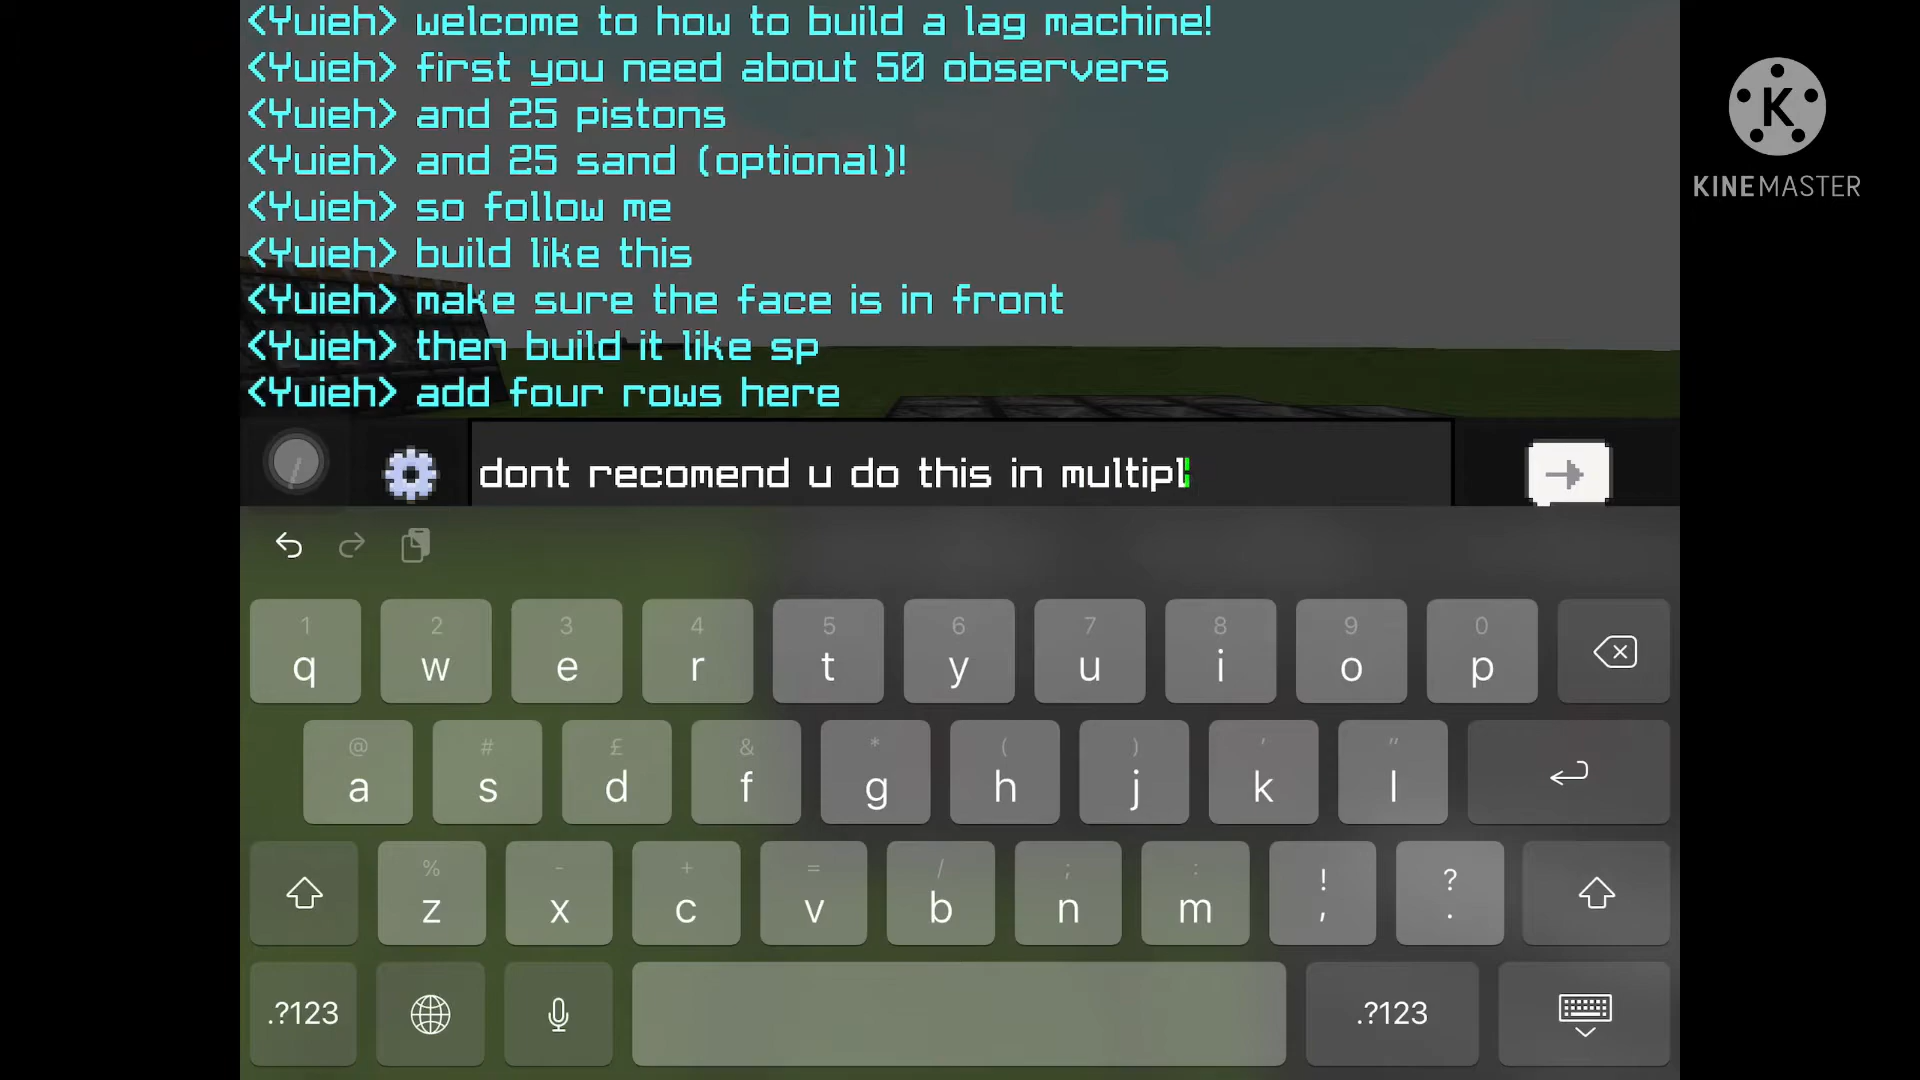 <Yuieh> welcome to how to build a lag machine!
<Yuieh> first you need about 50 observers
<Yuieh> and 25 pistons
<Yuieh> and 25 sand (optional)!
<Yuieh> so follow me
<Yuieh> build like this
<Yuieh> make sure the face is in front
<Yuieh> then build it like sp
<Yuieh> add four rows here
K
KINEMASTER
dont recomend u do this in multipl
1 2 3 4 5 6 7 8 9 0
q w e r t y u i o p
@ # £ & * ( ) ' "
a s d f g h j k l
% - + = / ; : ! ?
z x c v b n m , .
.?123 .?123